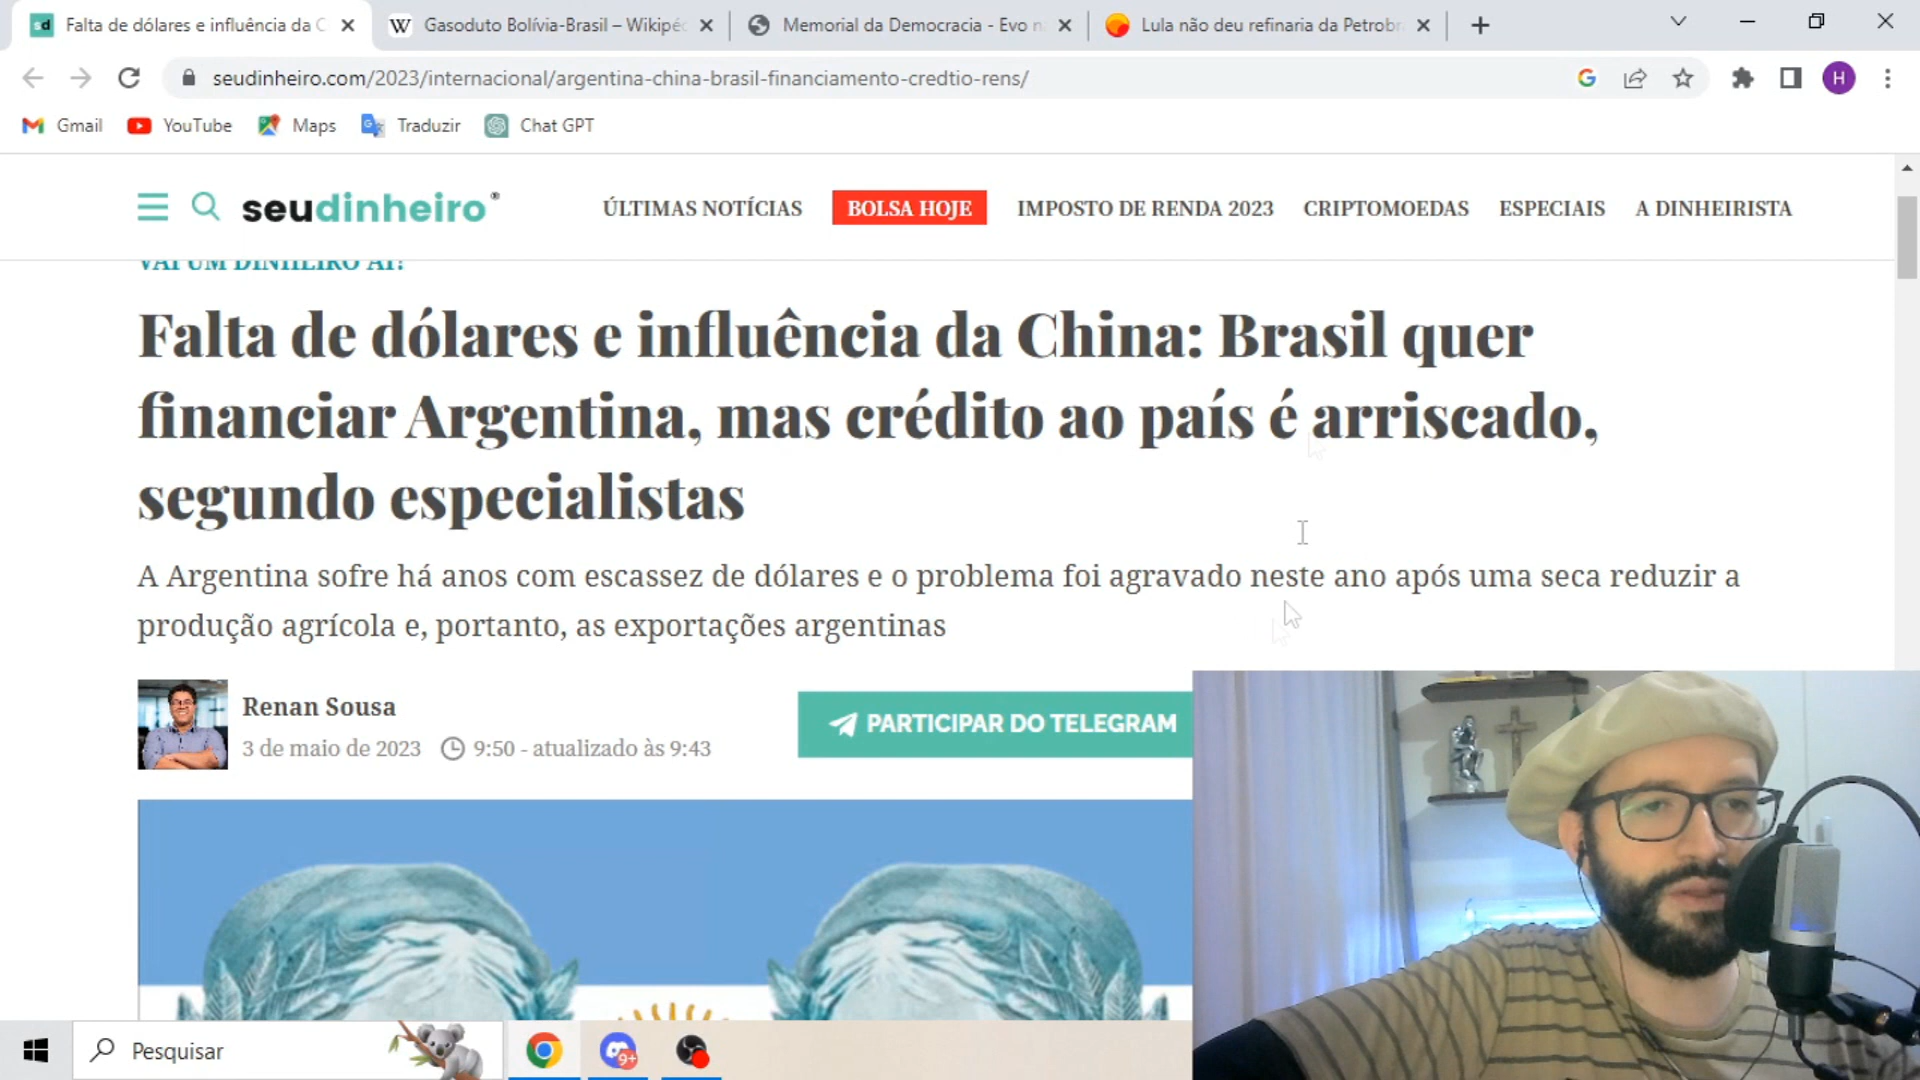 sd Falta de dólares e influência da C
W Gasoduto Bolívia-Brasil – Wikipéd
Memorial da Democracia - Evo n
Lula não deu refinaria da Petrobr
seudinheiro.com/2023/internacional/argentina-china-brasil-financiamento-credtio-rens/
H
Gmail
YouTube
Maps
Traduzir
Chat GPT
seudinheiro®
ÚLTIMAS NOTÍCIAS
BOLSA HOJE
IMPOSTO DE RENDA 2023
CRIPTOMOEDAS
ESPECIAIS
A DINHEIRISTA
VAI UM DINHEIRO AÍ?
Falta de dólares e influência da China: Brasil quer
financiar Argentina, mas crédito ao país é arriscado,
segundo especialistas
A Argentina sofre há anos com escassez de dólares e o problema foi agravado neste ano após uma seca reduzir a
produção agrícola e, portanto, as exportações argentinas
Renan Sousa
3 de maio de 2023 9:50 - atualizado às 9:43
PARTICIPAR DO TELEGRAM
Pesquisar
9+